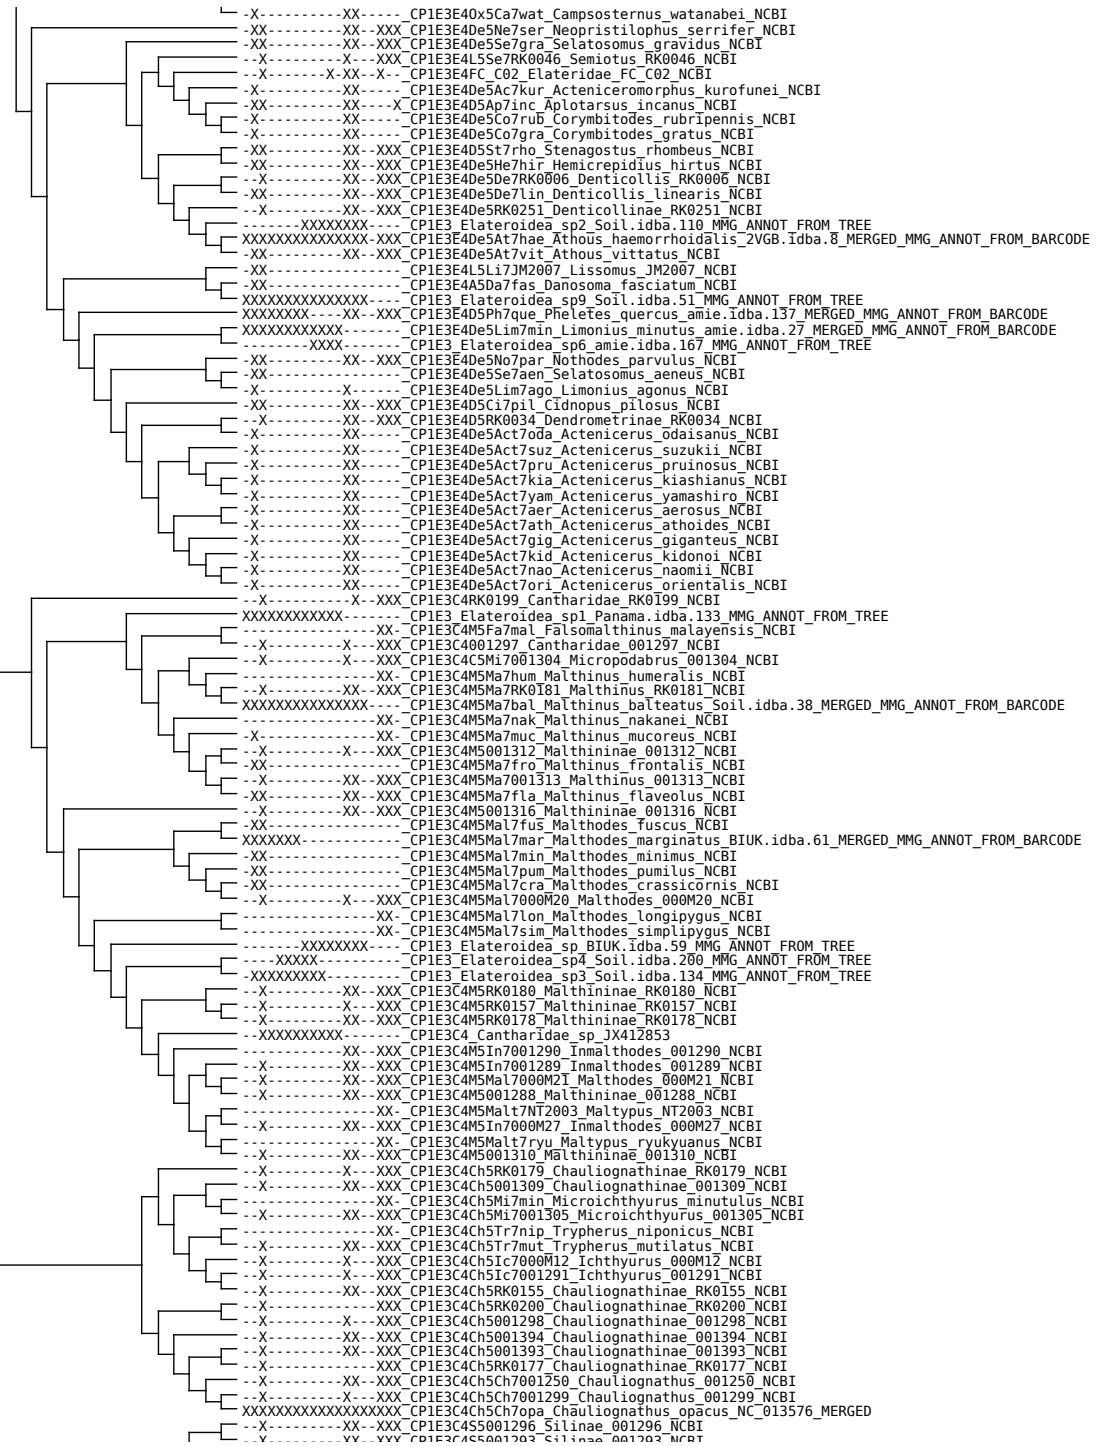 -X----------XX-----_CP1E3E4Ox5Ca7wat_Campsosternus_watanabei_NCBI
-XX---------XX--XXX_CP1E3E4De5Ne7ser_Neopristilophus_serrifer_NCBI
-XX---------XX--XXX_CP1E3E4De5Se7gra_Selatosomus_gravidus_NCBI
--X---------X---XXX_CP1E3E4L5Se7RK0046_Semiotus_RK0046_NCBI
--X-------X-XX--X--_CP1E3E4FC_C02_Elateridae_FC_C02_NCBI
-X----------XX-----_CP1E3E4De5Ac7kur_Acteniceromorphus_kurofunei_NCBI
-XX---------XX----X_CP1E3E4D5Ap7inc_Aplotarsus_incanus_NCBI
-X----------XX-----_CP1E3E4De5Co7rub_Corymbitodes_rubripennis_NCBI
-X----------XX-----_CP1E3E4De5Co7gra_Corymbitodes_gratus_NCBI
-XX---------XX--XXX_CP1E3E4D5St7rho_Stenagostus_rhombeus_NCBI
-XX---------XX--XXX_CP1E3E4De5He7hir_Hemicrepidius_hirtus_NCBI
--X---------XX--XXX_CP1E3E4De5De7RK0006_Denticollis_RK0006_NCBI
-XX---------XX--XXX_CP1E3E4De5De7lin_Denticollis_linearis_NCBI
--X---------XX--XXX_CP1E3E4De5RK0251_Denticollinae_RK0251_NCBI
-------XXXXXXXX----_CP1E3_Elateroidea_sp2_Soil.idba.110_MMG_ANNOT_FROM_TREE
XXXXXXXXXXXXXXX-XXX_CP1E3E4De5At7hae_Athous_haemorrhoidalis_2VGB.idba.8_MERGED_MMG_ANNOT_FROM_BARCODE
-XX---------XX--XXX_CP1E3E4De5At7vit_Athous_vittatus_NCBI
-XX----------------_CP1E3E4L5Li7JM2007_Lissomus_JM2007_NCBI
-XX----------------_CP1E3E4A5Da7fas_Danosoma_fasciatum_NCBI
XXXXXXXXXXXXXXX----_CP1E3_Elateroidea_sp9_Soil.idba.51_MMG_ANNOT_FROM_TREE
XXXXXXXX----XX--XXX_CP1E3E4D5Ph7que_Pheletes_quercus_amie.idba.137_MERGED_MMG_ANNOT_FROM_BARCODE
XXXXXXXXXXXX-------_CP1E3E4De5Lim7min_Limonius_minutus_amie.idba.27_MERGED_MMG_ANNOT_FROM_BARCODE
--------XXXX-------_CP1E3_Elateroidea_sp6_amie.idba.167_MMG_ANNOT_FROM_TREE
-XX---------XX--XXX_CP1E3E4De5No7par_Nothodes_parvulus_NCBI
-XX----------------_CP1E3E4De5Se7aen_Selatosomus_aeneus_NCBI
-X----------X------_CP1E3E4De5Lim7ago_Limonius_agonus_NCBI
-XX---------XX--XXX_CP1E3E4D5Ci7pil_Cidnopus_pilosus_NCBI
--X---------XX--XXX_CP1E3E4D5RK0034_Dendrometrinae_RK0034_NCBI
-X----------XX-----_CP1E3E4De5Act7oda_Actenicerus_odaisanus_NCBI
-X----------XX-----_CP1E3E4De5Act7suz_Actenicerus_suzukii_NCBI
-X----------XX-----_CP1E3E4De5Act7pru_Actenicerus_pruinosus_NCBI
-X----------XX-----_CP1E3E4De5Act7kia_Actenicerus_kiashianus_NCBI
-X----------XX-----_CP1E3E4De5Act7yam_Actenicerus_yamashiro_NCBI
-X----------XX-----_CP1E3E4De5Act7aer_Actenicerus_aerosus_NCBI
-X----------XX-----_CP1E3E4De5Act7ath_Actenicerus_athoides_NCBI
-X----------XX-----_CP1E3E4De5Act7gig_Actenicerus_giganteus_NCBI
-X----------XX-----_CP1E3E4De5Act7kid_Actenicerus_kidonoi_NCBI
-X----------XX-----_CP1E3E4De5Act7nao_Actenicerus_naomii_NCBI
-X----------XX-----_CP1E3E4De5Act7ori_Actenicerus_orientalis_NCBI
--X----------X--XXX_CP1E3C4RK0199_Cantharidae_RK0199_NCBI
XXXXXXXXXXXX-------_CP1E3_Elateroidea_sp1_Panama.idba.133_MMG_ANNOT_FROM_TREE
----------------XX-_CP1E3C4M5Fa7mal_Falsomalthinus_malayensis_NCBI
--X---------X---XXX_CP1E3C4001297_Cantharidae_001297_NCBI
--X---------X---XXX_CP1E3C4C5Mi7001304_Micropodabrus_001304_NCBI
----------------XX-_CP1E3C4M5Ma7hum_Malthinus_humeralis_NCBI
--X---------XX--XXX_CP1E3C4M5Ma7RK0181_Malthinus_RK0181_NCBI
XXXXXXXXXXXXXXX----_CP1E3C4M5Ma7bal_Malthinus_balteatus_Soil.idba.38_MERGED_MMG_ANNOT_FROM_BARCODE
----------------XX-_CP1E3C4M5Ma7nak_Malthinus_nakanei_NCBI
-X--------------XX-_CP1E3C4M5Ma7muc_Malthinus_mucoreus_NCBI
--X---------X---XXX_CP1E3C4M5001312_Malthininae_001312_NCBI
-XX----------------_CP1E3C4M5Ma7fro_Malthinus_frontalis_NCBI
--X---------XX--XXX_CP1E3C4M5Ma7001313_Malthinus_001313_NCBI
-XX---------XX--XXX_CP1E3C4M5Ma7fla_Malthinus_flaveolus_NCBI
--X---------XX--XXX_CP1E3C4M5001316_Malthininae_001316_NCBI
-XX----------------_CP1E3C4M5Mal7fus_Malthodes_fuscus_NCBI
XXXXXXX------------_CP1E3C4M5Mal7mar_Malthodes_marginatus_BIUK.idba.61_MERGED_MMG_ANNOT_FROM_BARCODE
-XX----------------_CP1E3C4M5Mal7min_Malthodes_minimus_NCBI
-XX----------------_CP1E3C4M5Mal7pum_Malthodes_pumilus_NCBI
-XX----------------_CP1E3C4M5Mal7cra_Malthodes_crassicornis_NCBI
--X---------X---XXX_CP1E3C4M5Mal7000M20_Malthodes_000M20_NCBI
----------------XX-_CP1E3C4M5Mal7lon_Malthodes_longipygus_NCBI
----------------XX-_CP1E3C4M5Mal7sim_Malthodes_simplipygus_NCBI
-------XXXXXXXX----_CP1E3_Elateroidea_sp_BIUK.idba.59_MMG_ANNOT_FROM_TREE
----XXXXX----------_CP1E3_Elateroidea_sp4_Soil.idba.200_MMG_ANNOT_FROM_TREE
-XXXXXXXXX---------_CP1E3_Elateroidea_sp3_Soil.idba.134_MMG_ANNOT_FROM_TREE
--X---------XX--XXX_CP1E3C4M5RK0180_Malthininae_RK0180_NCBI
--X---------X---XXX_CP1E3C4M5RK0157_Malthininae_RK0157_NCBI
--X---------XX--XXX_CP1E3C4M5RK0178_Malthininae_RK0178_NCBI
--XXXXXXXXXX-------_CP1E3C4_Cantharidae_sp_JX412853
------------XX--XXX_CP1E3C4M5In7001290_Inmalthodes_001290_NCBI
--X---------XX--XXX_CP1E3C4M5In7001289_Inmalthodes_001289_NCBI
--X---------XX--XXX_CP1E3C4M5Mal7000M21_Malthodes_000M21_NCBI
--X---------XX--XXX_CP1E3C4M5001288_Malthininae_001288_NCBI
----------------XX-_CP1E3C4M5Malt7NT2003_Maltypus_NT2003_NCBI
--X---------XX--XXX_CP1E3C4M5In7000M27_Inmalthodes_000M27_NCBI
----------------XX-_CP1E3C4M5Malt7ryu_Maltypus_ryukyuanus_NCBI
--X---------XX--XXX_CP1E3C4M5001310_Malthininae_001310_NCBI
--X---------X---XXX_CP1E3C4Ch5RK0179_Chauliognathinae_RK0179_NCBI
--X---------XX--XXX_CP1E3C4Ch5001309_Chauliognathinae_001309_NCBI
----------------XX-_CP1E3C4Ch5Mi7min_Microichthyurus_minutulus_NCBI
--X---------XX--XXX_CP1E3C4Ch5Mi7001305_Microichthyurus_001305_NCBI
----------------XX-_CP1E3C4Ch5Tr7nip_Trypherus_niponicus_NCBI
--X---------XX--XXX_CP1E3C4Ch5Tr7mut_Trypherus_mutilatus_NCBI
--X---------X---XXX_CP1E3C4Ch5Ic7000M12_Ichthyurus_000M12_NCBI
--X---------X---XXX_CP1E3C4Ch5Ic7001291_Ichthyurus_001291_NCBI
--X---------XX--XXX_CP1E3C4Ch5RK0155_Chauliognathinae_RK0155_NCBI
--X-------------XXX_CP1E3C4Ch5RK0200_Chauliognathinae_RK0200_NCBI
--X---------X---XXX_CP1E3C4Ch5001298_Chauliognathinae_001298_NCBI
--X---------XX--XXX_CP1E3C4Ch5001394_Chauliognathinae_001394_NCBI
--X---------XX--XXX_CP1E3C4Ch5001393_Chauliognathinae_001393_NCBI
--X-------------XXX_CP1E3C4Ch5RK0177_Chauliognathinae_RK0177_NCBI
--X---------XX--XXX_CP1E3C4Ch5Ch7001250_Chauliognathus_001250_NCBI
--X---------X---XXX_CP1E3C4Ch5Ch7001299_Chauliognathus_001299_NCBI
XXXXXXXXXXXXXXXXXXX_CP1E3C4Ch5Ch7opa_Chauliognathus_opacus_NC_013576_MERGED
--X---------XX--XXX_CP1E3C4S5001296_Silinae_001296_NCBI
--X---------XX--XXX_CP1E3C4S5001293_Silinae_001293_NCBI